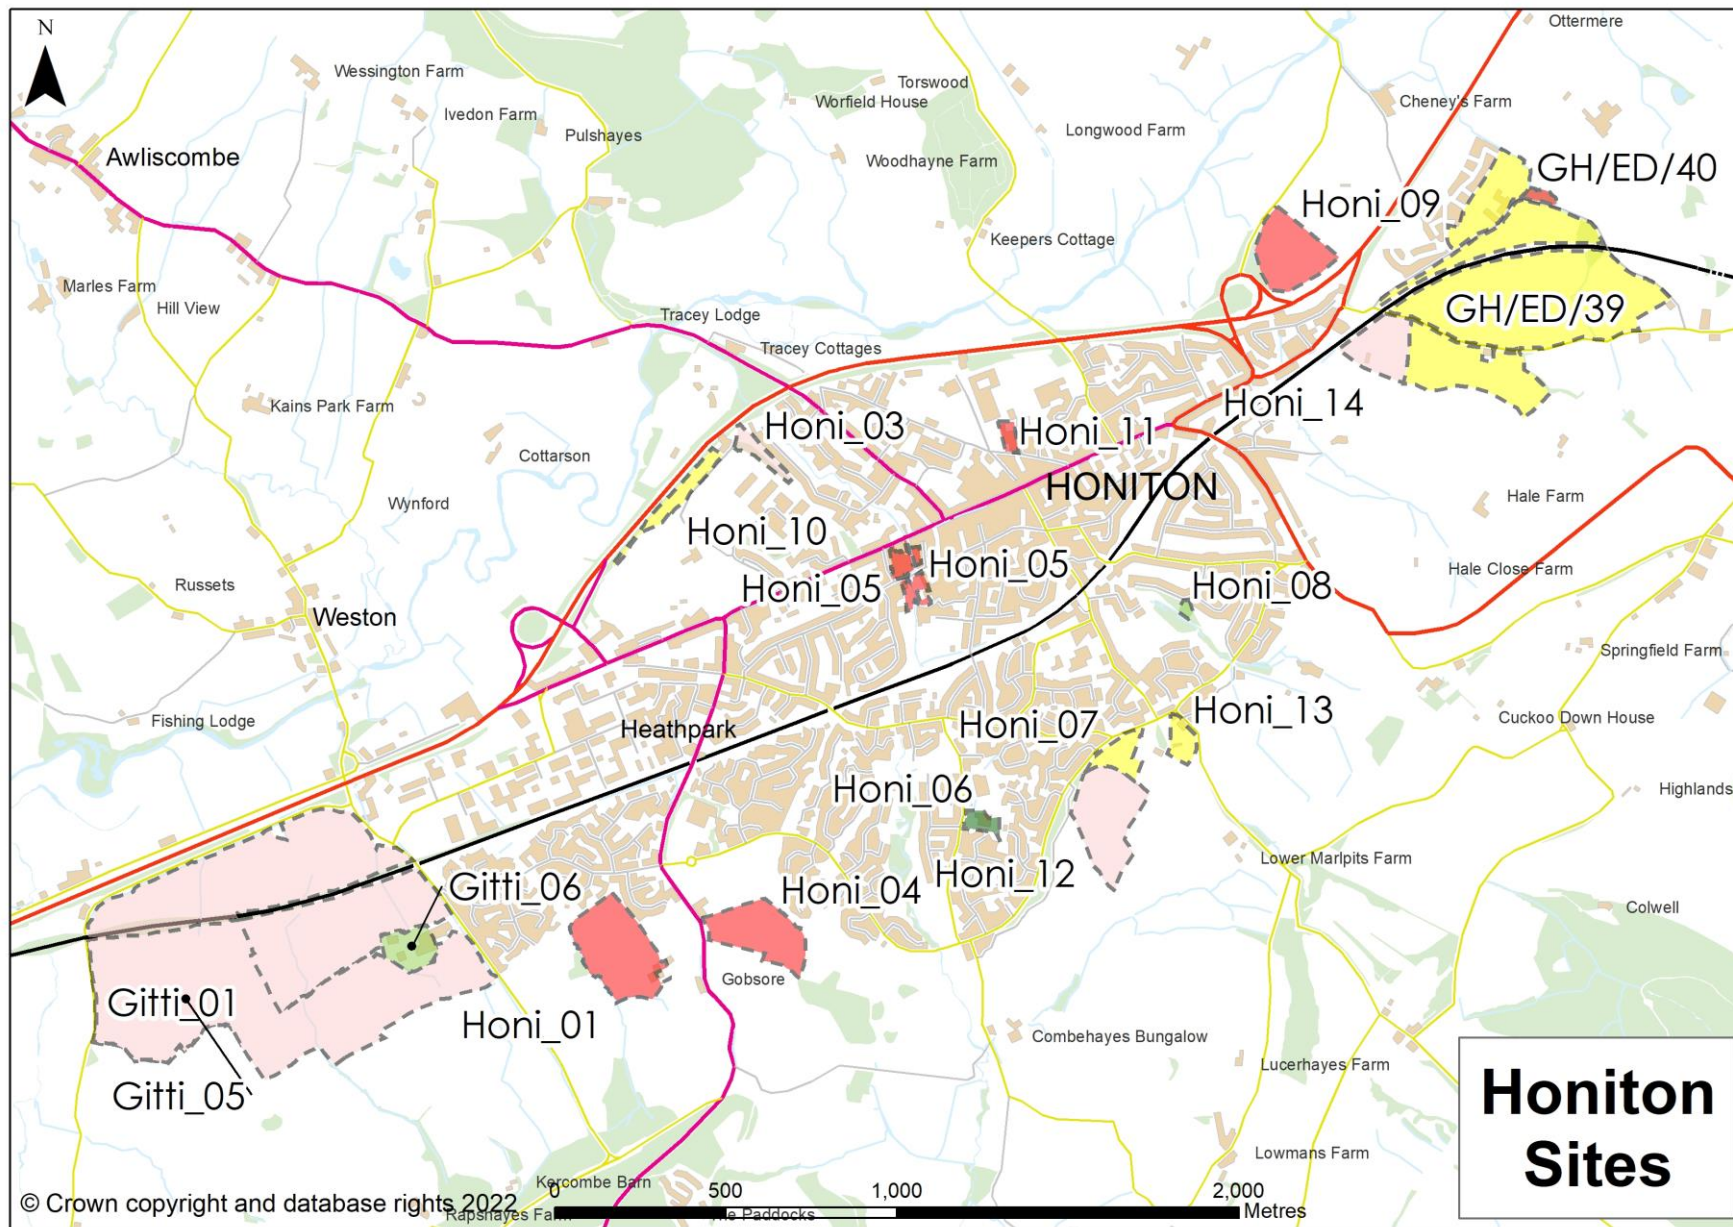 N
Ottermere
Wessington Farm
Torswood
Cheney's Farm
Worfield House
Ivedon Farm
Longwood Farm
Pulshayes
Awliscombe
Woodhayne Farm
GH/ED/40
Honi_09
Keepers Cottage
Marles Farm
Hill View
GH/ED/39
Tracey Lodge
Tracey Cottages
Kains Park Farm
Honi_14
Honi_03
Honi_11
Cottarson
HONITON
Hale Farm
Wynford
Honi_10
Honi_05
Honi_05
Honi_08
Hale Close Farm
Russets
Weston
Springfield Farm
Fishing Lodge
Heathpark
Honi_07
Honi_13
Cuckoo Down House
Honi_06
Highlands
Lower Marlpits Farm
Gitti_06
Honi_04
Honi_12
Colwell
Gobsore
Gitti_01
Honi_01
Combehayes Bungalow
Lucerhayes Farm
Gitti_05
Honiton
Sites
Lowmans Farm
Kercombe Barn
© Crown copyright and database rights 2022
0 500 1,000 2,000
Metres
Rapshayes Farm
The Paddocks